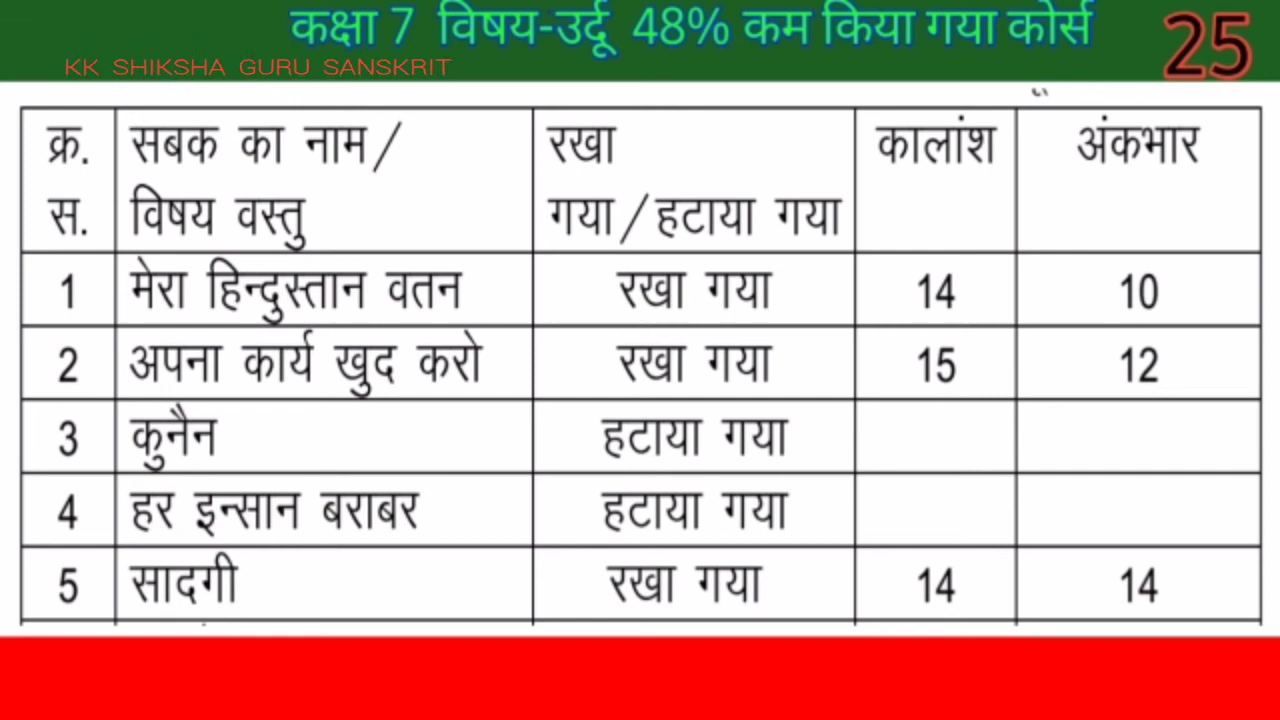 कक्षा 7 विषय-उर्दू 48% कम किया गया कोर्स
25
KK SHIKSHA GURU SANSKRIT
क्र. स. सबक का नाम/ विषय वस्तु रखा गया/हटाया गया कालांश अंकभार
1 मेरा हिन्दुस्तान वतन रखा गया 14 10
2 अपना कार्य खुद करो रखा गया 15 12
3 कुनैन हटाया गया
4 हर इन्सान बराबर हटाया गया
5 सादगी रखा गया 14 14